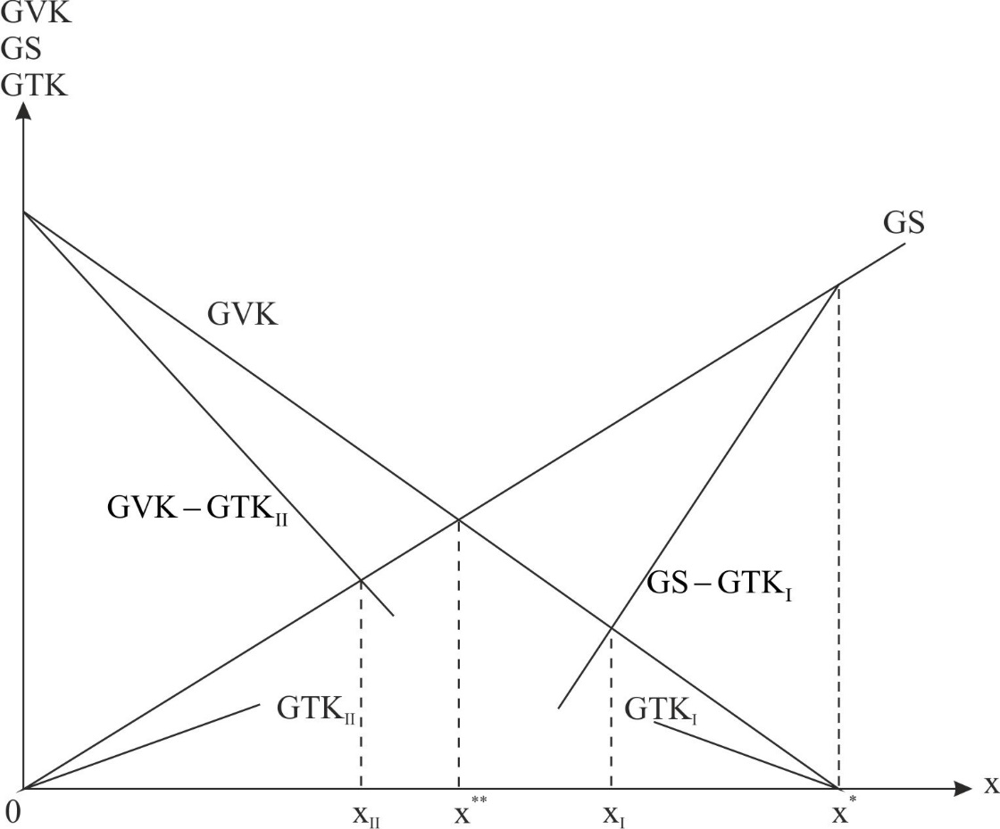 GVK
GS
GTK
GS
GVK
GVK – GTK_II
GS – GTK_I
GTK_II
GTK_I
x
0
x_II
x**
x_I
x*